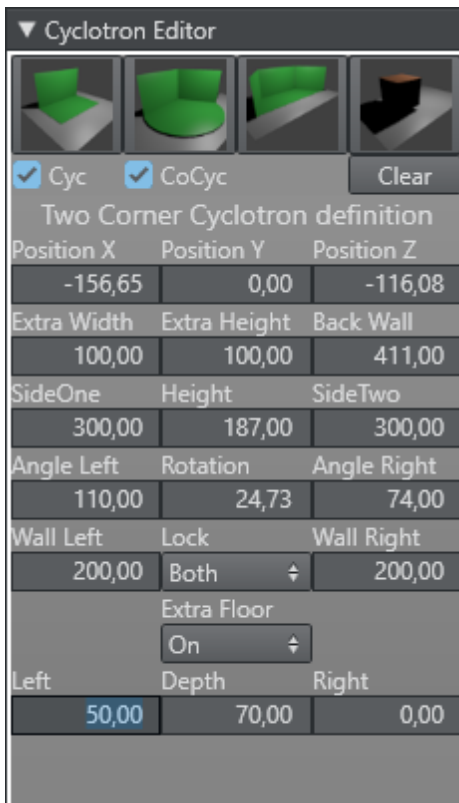 Cyclotron Editor
Cyc CoCyc Clear
Two Corner Cyclotron definition
Position X Position Y Position Z
-156,65 0,00 -116,08
Extra Width Extra Height Back Wall
100,00 100,00 411,00
SideOne Height SideTwo
300,00 187,00 300,00
Angle Left Rotation Angle Right
110,00 24,73 74,00
Wall Left Lock Wall Right
200,00 Both 200,00
Extra Floor
On
Left Depth Right
50,00 70,00 0,00